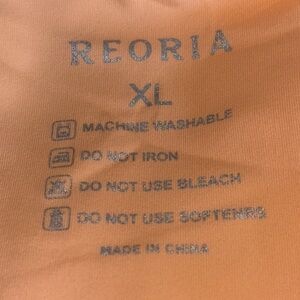 REORIA
XL
MACHINE WASHABLE
DO NOT IRON
DO NOT USE BLEACH
DO NOT USE SOFTENRS
MADE IN CHINA